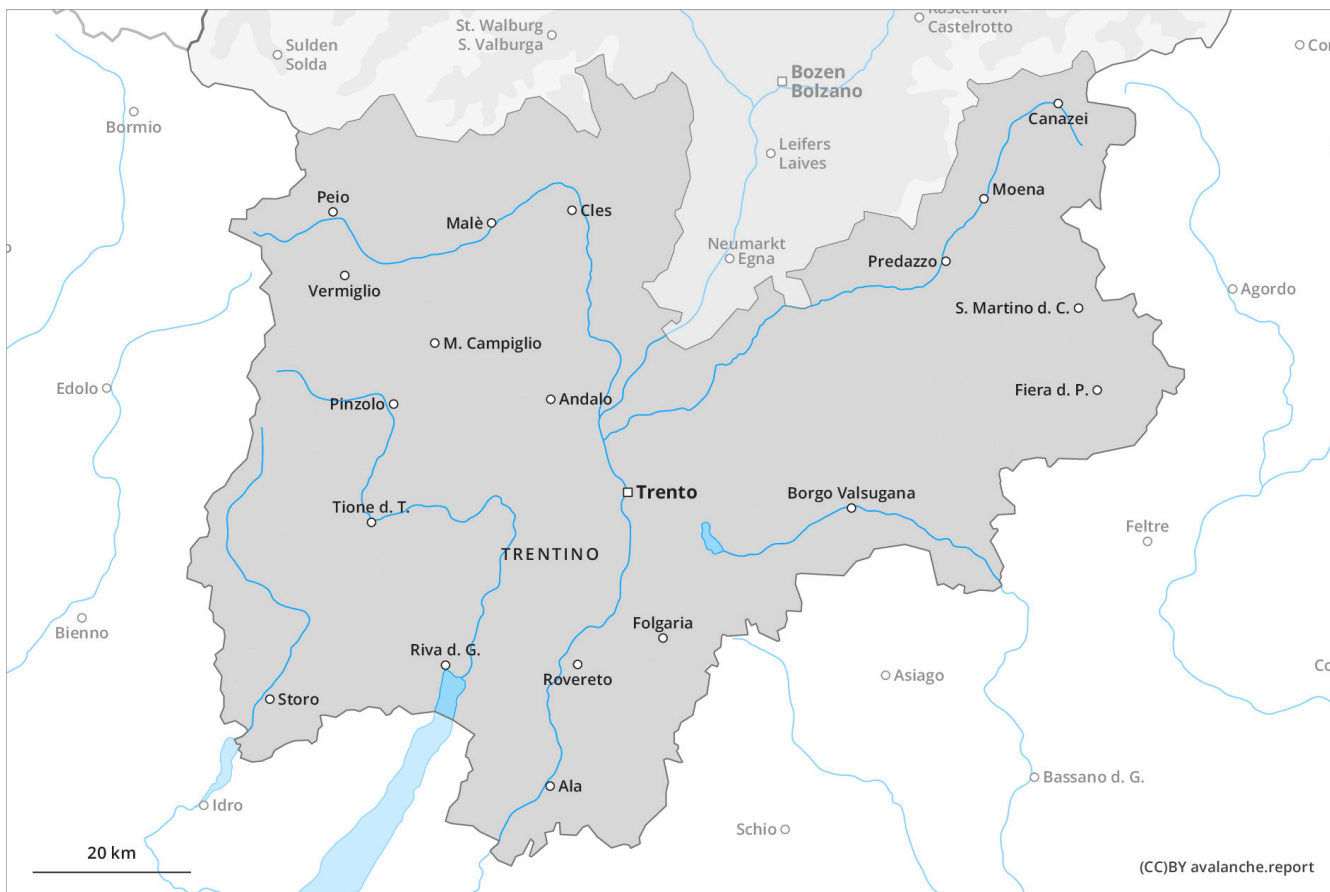 Kastelruth
Castelrotto
St. Walburg
S. Valburga
Sulden
Solda
Bozen
Bolzano
Bormio
Canazei
Leifers
Laives
Moena
Peio
Malè
Cles
Neumarkt
Egna
Predazzo
Vermiglio
Agordo
S. Martino d. C.
M. Campiglio
Edolo
Pinzolo
Andalo
Fiera d. P.
Trento
Borgo Valsugana
Tione d. T.
Feltre
TRENTINO
Bienno
Folgaria
Riva d. G.
Rovereto
Asiago
Storo
Bassano d. G.
Ala
Idro
Schio
20 km
(CC)BY avalanche.report